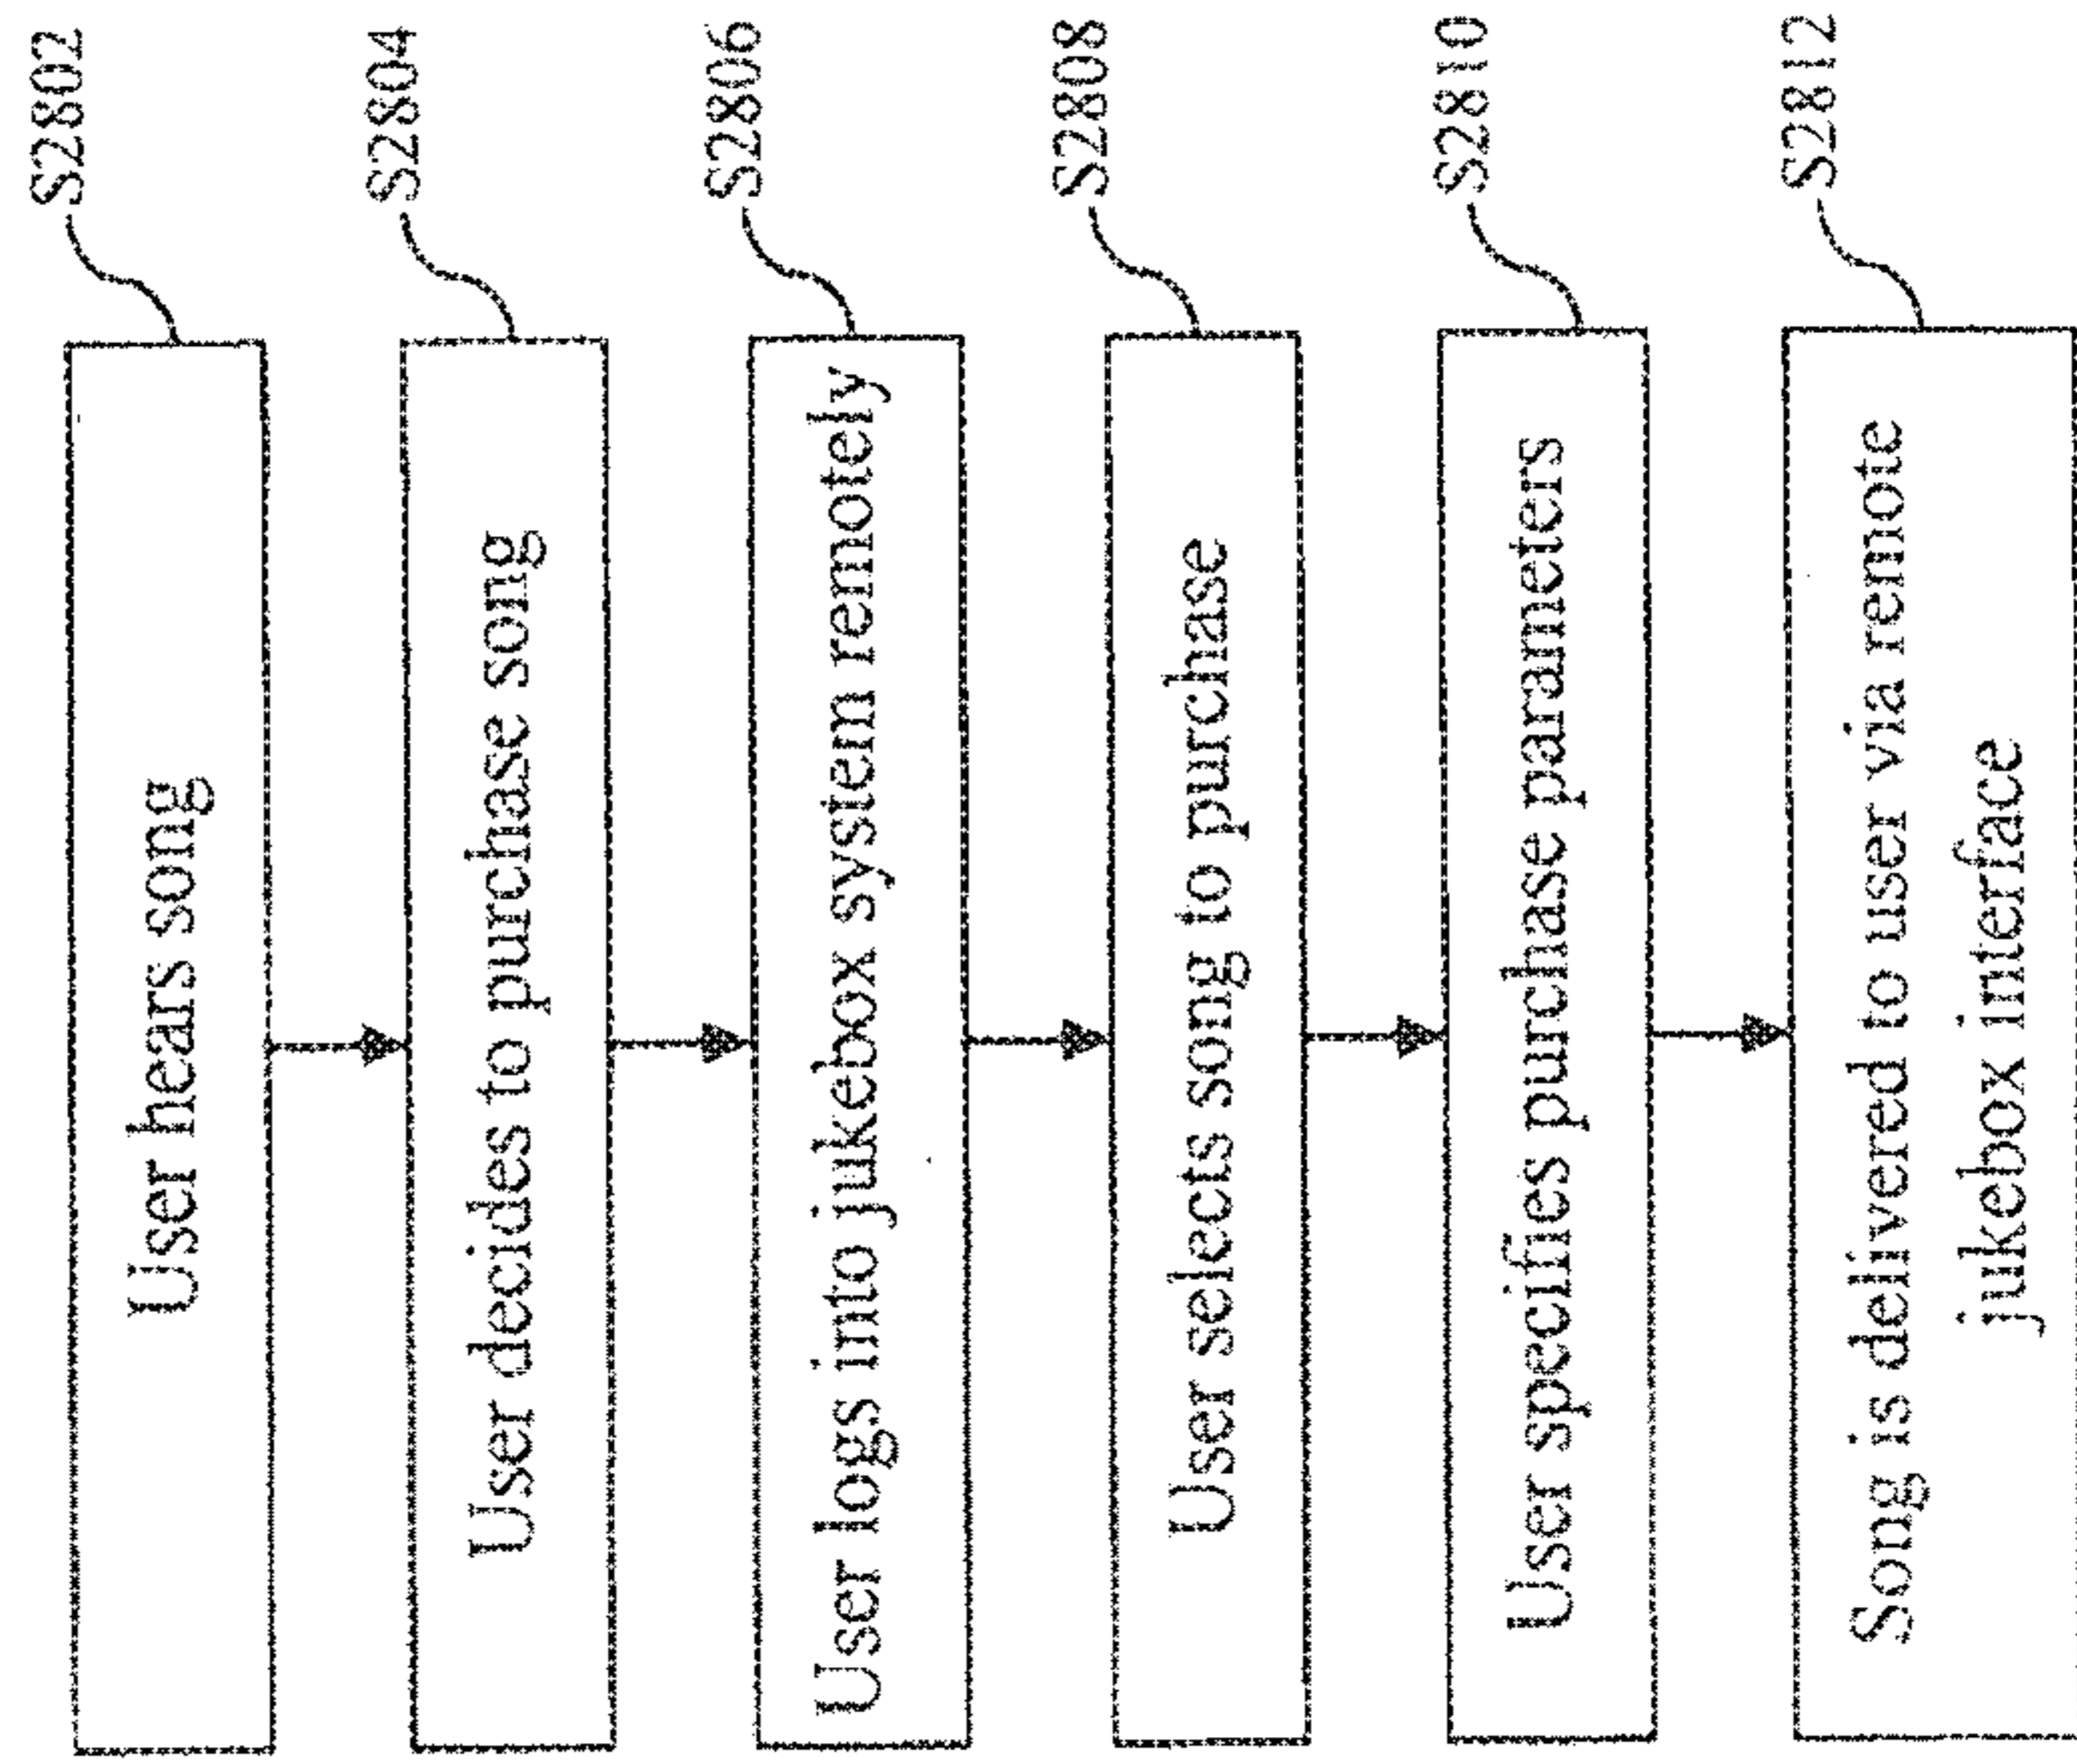 User hears song
S2802
User decides to purchase song
S2804
User logs into jukebox system remotely
S2806
User selects song to purchase
S2808
User specifies purchase parameters
S2810
Song is delivered to user via remote
jukebox interface
S2812